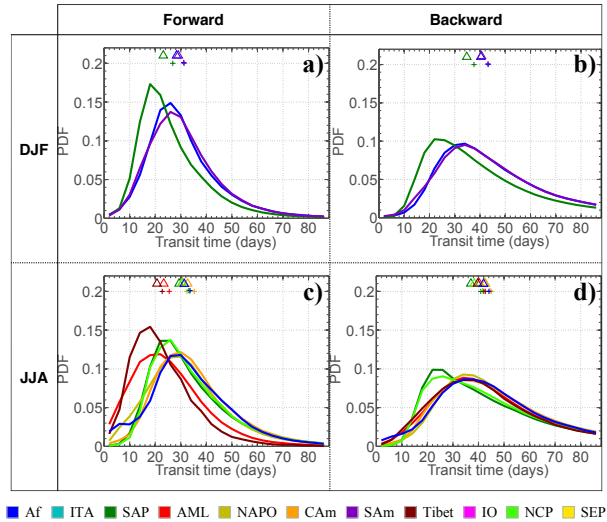 Forward Backward
DJF
a)
PDF
0.2
0.15
0.1
0.05
0
0 10 20 30 40 50 60 70 80
Transit time (days)
b)
PDF
0.2
0.15
0.1
0.05
0
0 10 20 30 40 50 60 70 80
Transit time (days)
JJA
c)
PDF
0.2
0.15
0.1
0.05
0
0 10 20 30 40 50 60 70 80
Transit time (days)
d)
PDF
0.2
0.15
0.1
0.05
0
0 10 20 30 40 50 60 70 80
Transit time (days)
Af ITA SAP AML NAPO CAm SAm Tibet IO NCP SEP